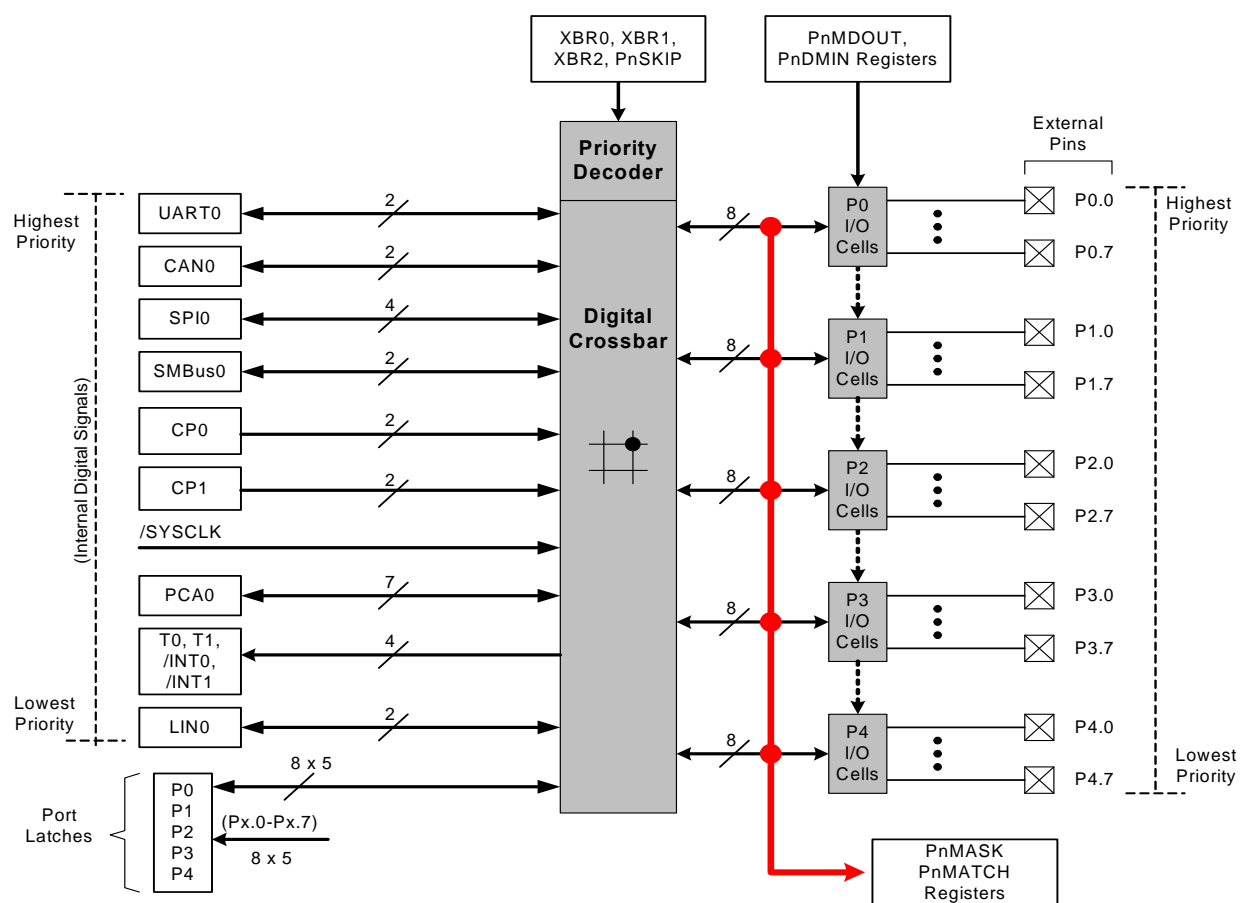 XBR0, XBR1,
XBR2, PnSKIP
PnMDOUT,
PnDMIN Registers
External
Pins
Priority
Decoder
Highest
Priority
(Internal Digital Signals)
Lowest
Priority
UART0
2
CAN0
2
SPI0
4
SMBus0
2
CP0
2
CP1
2
/SYSCLK
PCA0
7
T0, T1,
/INT0,
/INT1
4
LIN0
2
Port
Latches
P0
P1
P2
P3
P4
8 x 5
(Px.0-Px.7)
8 x 5
Digital
Crossbar
8
8
8
8
8
P0
I/O
Cells
P0.0
P0.7
P1
I/O
Cells
P1.0
P1.7
P2
I/O
Cells
P2.0
P2.7
P3
I/O
Cells
P3.0
P3.7
P4
I/O
Cells
P4.0
P4.7
Highest
Priority
Lowest
Priority
PnMASK
PnMATCH
Registers